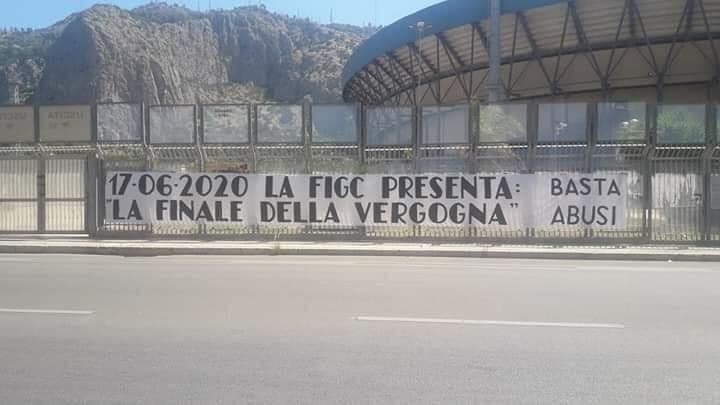 17-06-2020 LA FIGC PRESENTA:
"LA FINALE DELLA VERGOGNA"
BASTA
ABUSI